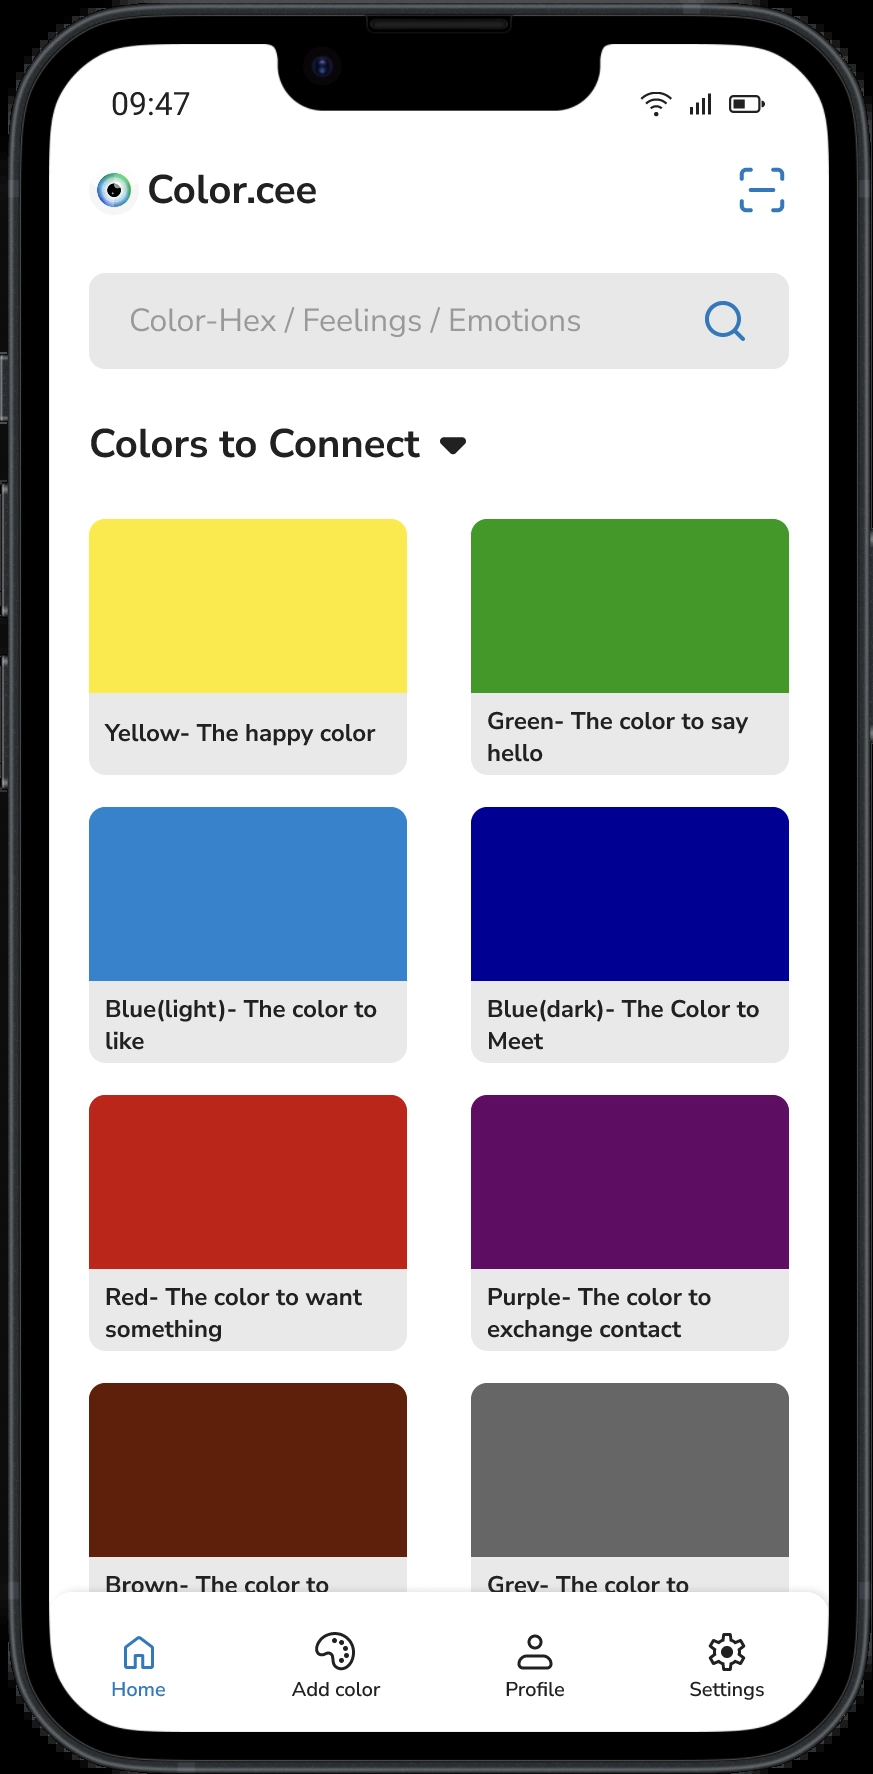 09:47
Color.cee
Color-Hex / Feelings / Emotions
Colors to Connect
Yellow- The happy color
Green- The color to say
hello
Blue(light)- The color to
like
Blue(dark)- The Color to
Meet
Red- The color to want
something
Purple- The color to
exchange contact
Brown- The color to
Grey- The color to
Home
Add color
Profile
Settings